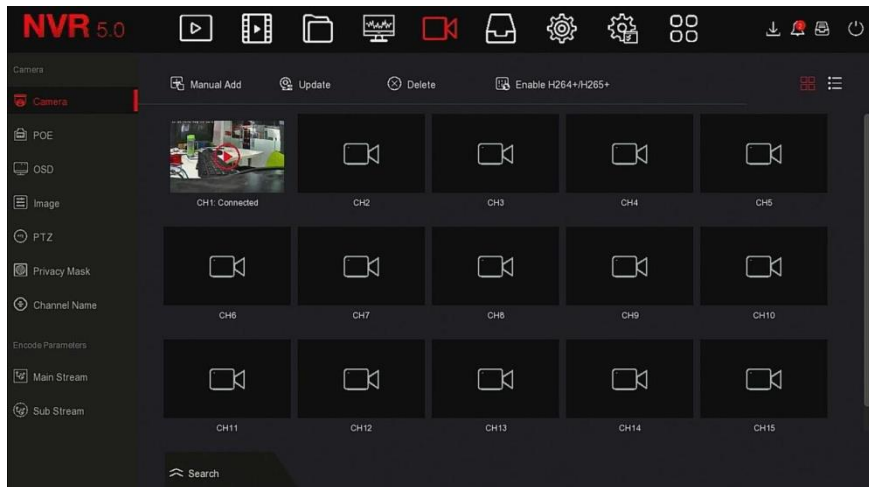 NVR 5.0
Camera
Camera
POE
OSD
Image
PTZ
Privacy Mask
Channel Name
Encode Parameters
Main Stream
Sub Stream
Manual Add
Update
Delete
Enable H264+/H265+
CH1: Connected
CH2
CH3
CH4
CH5
CH6
CH7
CH8
CH9
CH10
CH11
CH12
CH13
CH14
CH15
Search